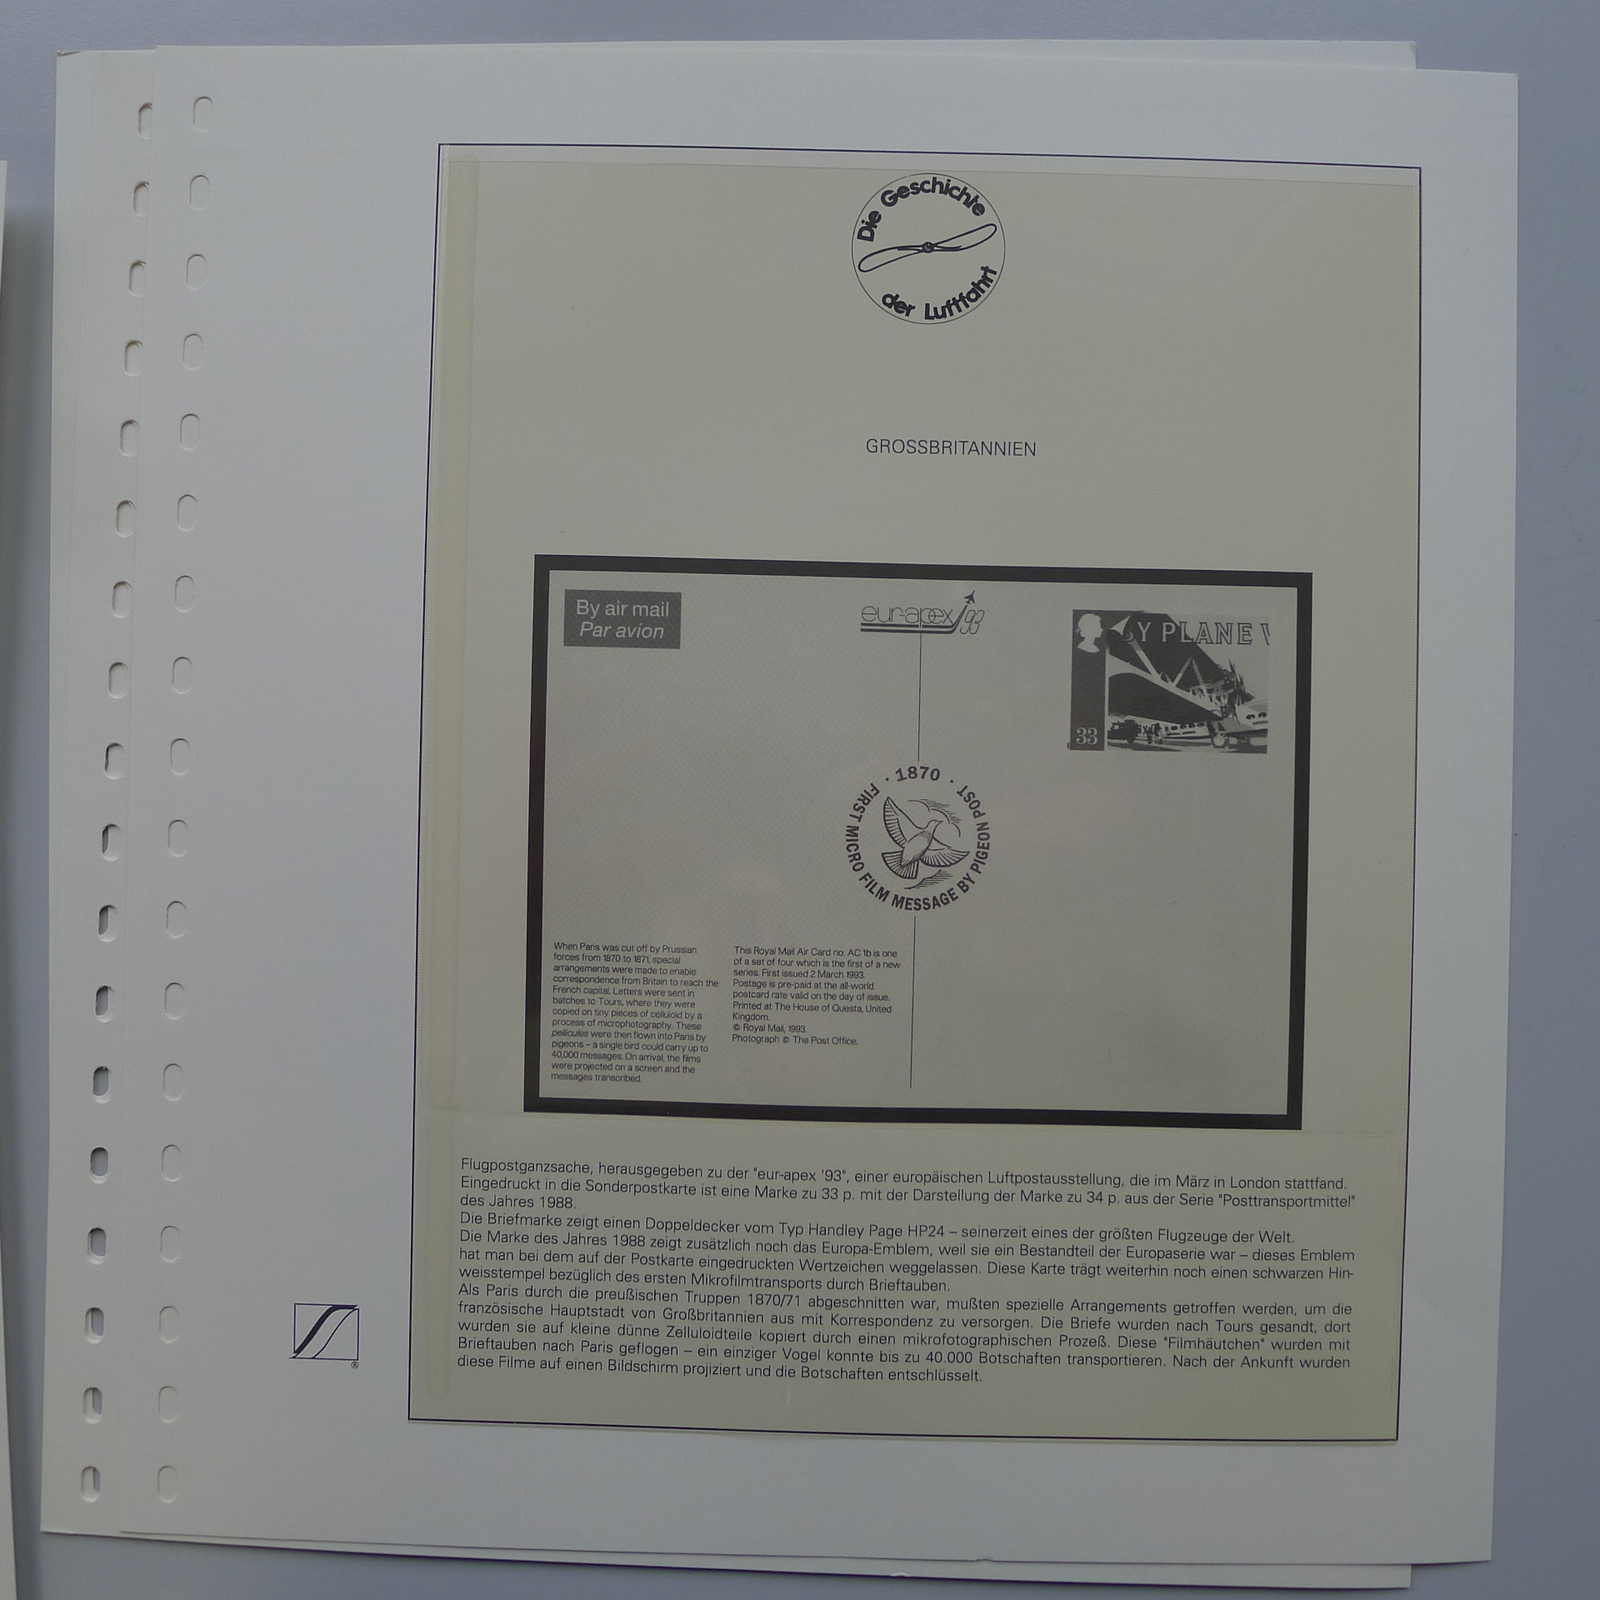 Die Geschichte
der Luftfahrt
GROSSBRITANNIEN
By air mail
Par avion
eur-apex 93
Y PLANE
33
· 1870 ·
FIRST MICRO FILM MESSAGE BY PIGEON POST
When Paris was cut off by Prussian
forces from 1870 to 1871, special
arrangements were made to enable
correspondence from Britain to reach the
French capital. Letters were sent in
batches to Tours, where they were
copied on tiny pieces of celluloid by a
process of microphotography. These
pellicules were then flown into Paris by
pigeons – a single bird could carry up to
40,000 messages. On arrival, the films
were projected on a screen and the
messages transcribed.
This Royal Mail Air Card no. AC 1b is one
of a set of four which is the first of a new
series. First issued 2 March 1993.
Postage is pre-paid at the all-world
postcard rate valid on the day of issue.
Printed at The House of Questa, United
Kingdom.
© Royal Mail, 1993.
Photograph © The Post Office.
Flugpostganzsache, herausgegeben zu der "eur-apex '93", einer europäischen Luftpostausstellung, die im März in London stattfand.
Eingedruckt in die Sonderpostkarte ist eine Marke zu 33 p. mit der Darstellung der Marke zu 34 p. aus der Serie "Posttransportmittel"
des Jahres 1988.
Die Briefmarke zeigt einen Doppeldecker vom Typ Handley Page HP24 – seinerzeit eines der größten Flugzeuge der Welt.
Die Marke des Jahres 1988 zeigt zusätzlich noch das Europa-Emblem, weil sie ein Bestandteil der Europaserie war – dieses Emblem
hat man bei dem auf der Postkarte eingedruckten Wertzeichen weggelassen. Diese Karte trägt weiterhin noch einen schwarzen Hin-
weisstempel bezüglich des ersten Mikrofilmtransports durch Brieftauben.
Als Paris durch die preußischen Truppen 1870/71 abgeschnitten war, mußten spezielle Arrangements getroffen werden, um die
französische Hauptstadt von Großbritannien aus mit Korrespondenz zu versorgen. Die Briefe wurden nach Tours gesandt, dort
wurden sie auf kleine dünne Zelluloidteile kopiert durch einen mikrofotographischen Prozeß. Diese "Filmhäutchen" wurden mit
Brieftauben nach Paris geflogen – ein einziger Vogel konnte bis zu 40.000 Botschaften transportieren. Nach der Ankunft wurden
diese Filme auf einen Bildschirm projiziert und die Botschaften entschlüsselt.
®